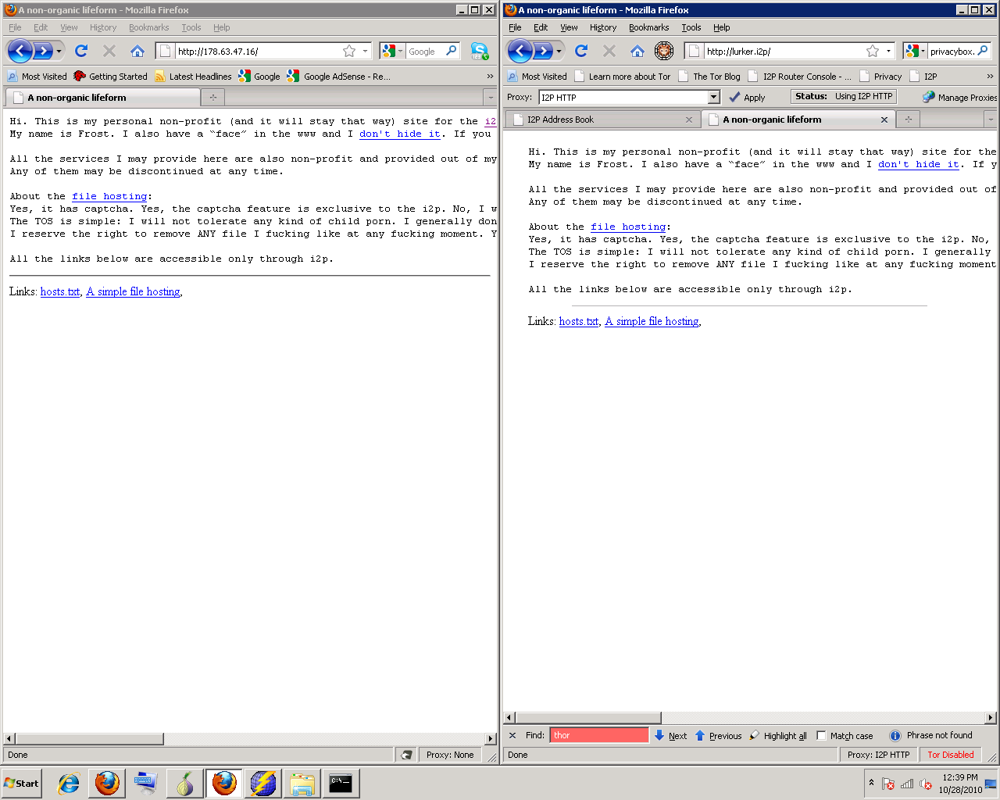 A non-organic lifeform - Mozilla Firefox
File Edit View History Bookmarks Tools Help
http://178.63.47.16/
Google
Most Visited Getting Started Latest Headlines Google Google AdSense - Re... »
A non-organic lifeform
Hi. This is my personal non-profit (and it will stay that way) site for the i2
My name is Frost. I also have a “face” in the www and I don't hide it. If you
All the services I may provide here are also non-profit and provided out of my
Any of them may be discontinued at any time.
About the file hosting:
Yes, it has captcha. Yes, the captcha feature is exclusive to the i2p. No, I w
The TOS is simple: I will not tolerate any kind of child porn. I generally don
I reserve the right to remove ANY file I fucking like at any fucking moment. Y
All the links below are accessible only through i2p.
Links: hosts.txt, A simple file hosting,
Done
Proxy: None
A non-organic lifeform - Mozilla Firefox
File Edit View History Bookmarks Tools Help
http://lurker.i2p/
privacybox.
Most Visited Learn more about Tor The Tor Blog I2P Router Console - ... Privacy I2P »
Proxy: I2P HTTP Apply Status: Using I2P HTTP Manage Proxies
I2P Address Book
A non-organic lifeform
Hi. This is my personal non-profit (and it will stay that way) site for the
My name is Frost. I also have a “face” in the www and I don't hide it. If y
All the services I may provide here are also non-profit and provided out of
Any of them may be discontinued at any time.
About the file hosting:
Yes, it has captcha. Yes, the captcha feature is exclusive to the i2p. No,
The TOS is simple: I will not tolerate any kind of child porn. I generally
I reserve the right to remove ANY file I fucking like at any fucking moment
All the links below are accessible only through i2p.
Links: hosts.txt, A simple file hosting,
Find: thor Next Previous Highlight all Match case Phrase not found
Done
Proxy: I2P HTTP
Tor Disabled
Start
C:\-
12:39 PM
10/28/2010